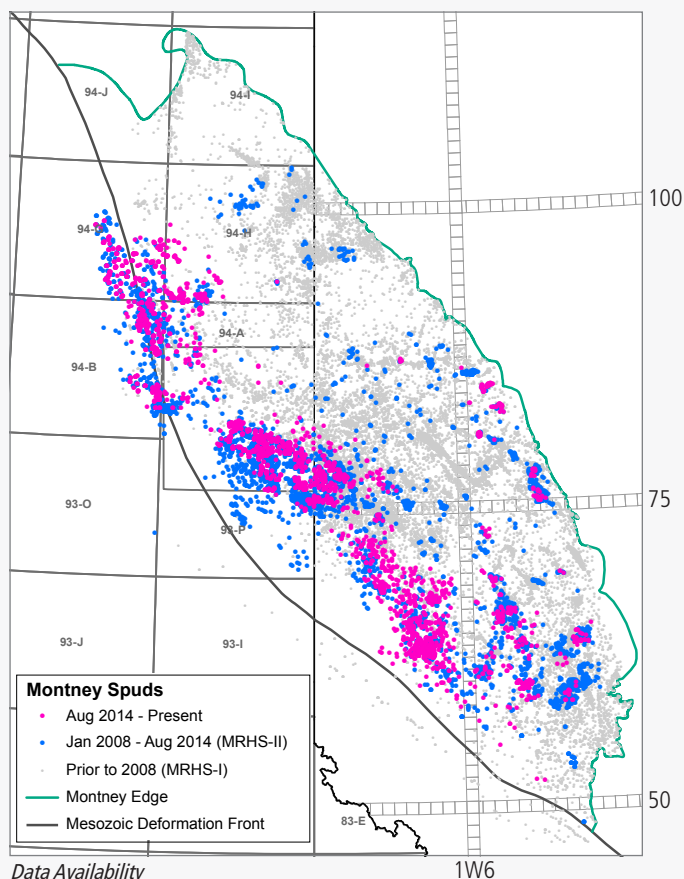 94-J
94-I
100
94-H
94-A
94-B
75
93-O
93-P
93-J
93-I
Montney Spuds
Aug 2014 - Present
Jan 2008 - Aug 2014 (MRHS-II)
Prior to 2008 (MRHS-I)
Montney Edge
Mesozoic Deformation Front
50
83-E
Data Availability
1W6